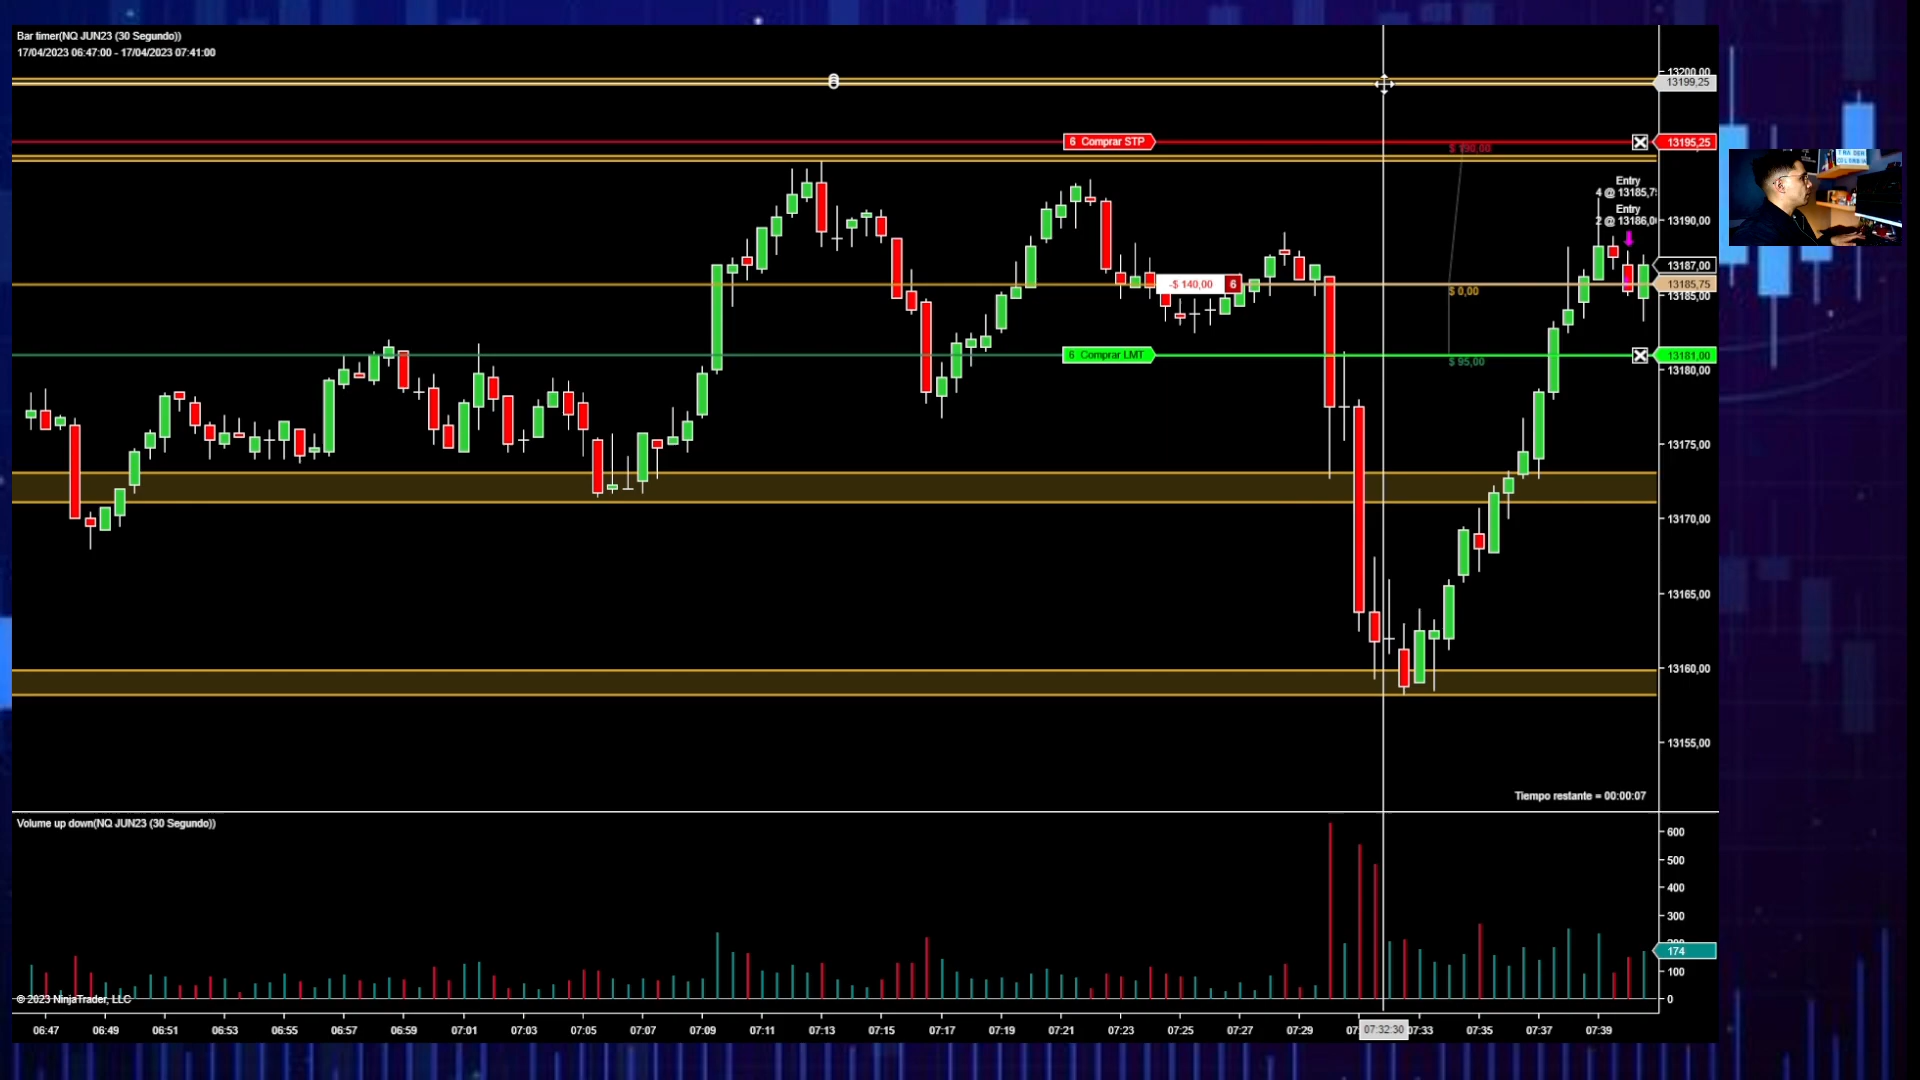 Bar timer(NQ JUN23 (30 Segundo))
17/04/2023 06:47:00 - 17/04/2023 07:41:00
13200,00
13199,25
6 Comprar STP
13195,25
$ 190,00
Entry
4 @ 13185,7
Entry
2 @ 13186,0
13190,00
13187,00
-$ 140,00 6
$ 0,00
13185,75
13185,00
6 Comprar LMT
13181,00
$ 95,00
13180,00
13175,00
13170,00
13165,00
13160,00
13155,00
Tiempo restante = 00:00:07
Volume up down(NQ JUN23 (30 Segundo))
600
500
400
300
174
100
0
© 2023 NinjaTrader, LLC
06:47 06:49 06:51 06:53 06:55 06:57 06:59 07:01 07:03 07:05 07:07 07:09 07:11 07:13 07:15 07:17 07:19 07:21 07:23 07:25 07:27 07:29 07:32:30 07:33 07:35 07:37 07:39
TRADER
COLOMBIA